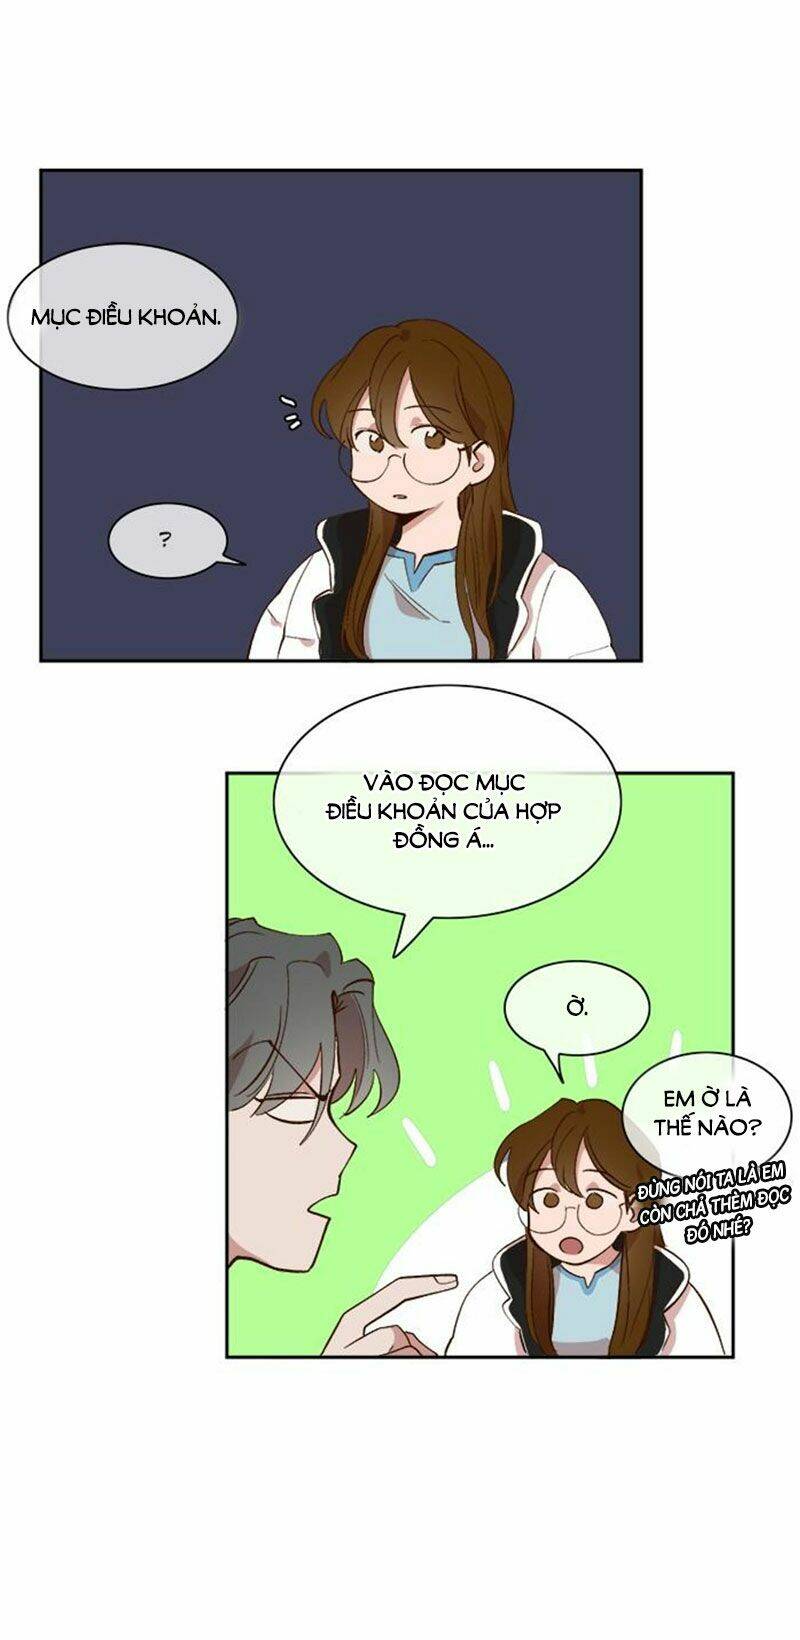 MỤC ĐIỀU KHOẢN.
?
VÀO ĐỌC MỤC
ĐIỀU KHOẢN CỦA HỢP
ĐỒNG Á...
Ờ.
EM Ờ LÀ
THẾ NÀO?
ĐỪNG NÓI TA LÀ EM
CÒN CHẢ THÈM ĐỌC
ĐÓ NHÉ?